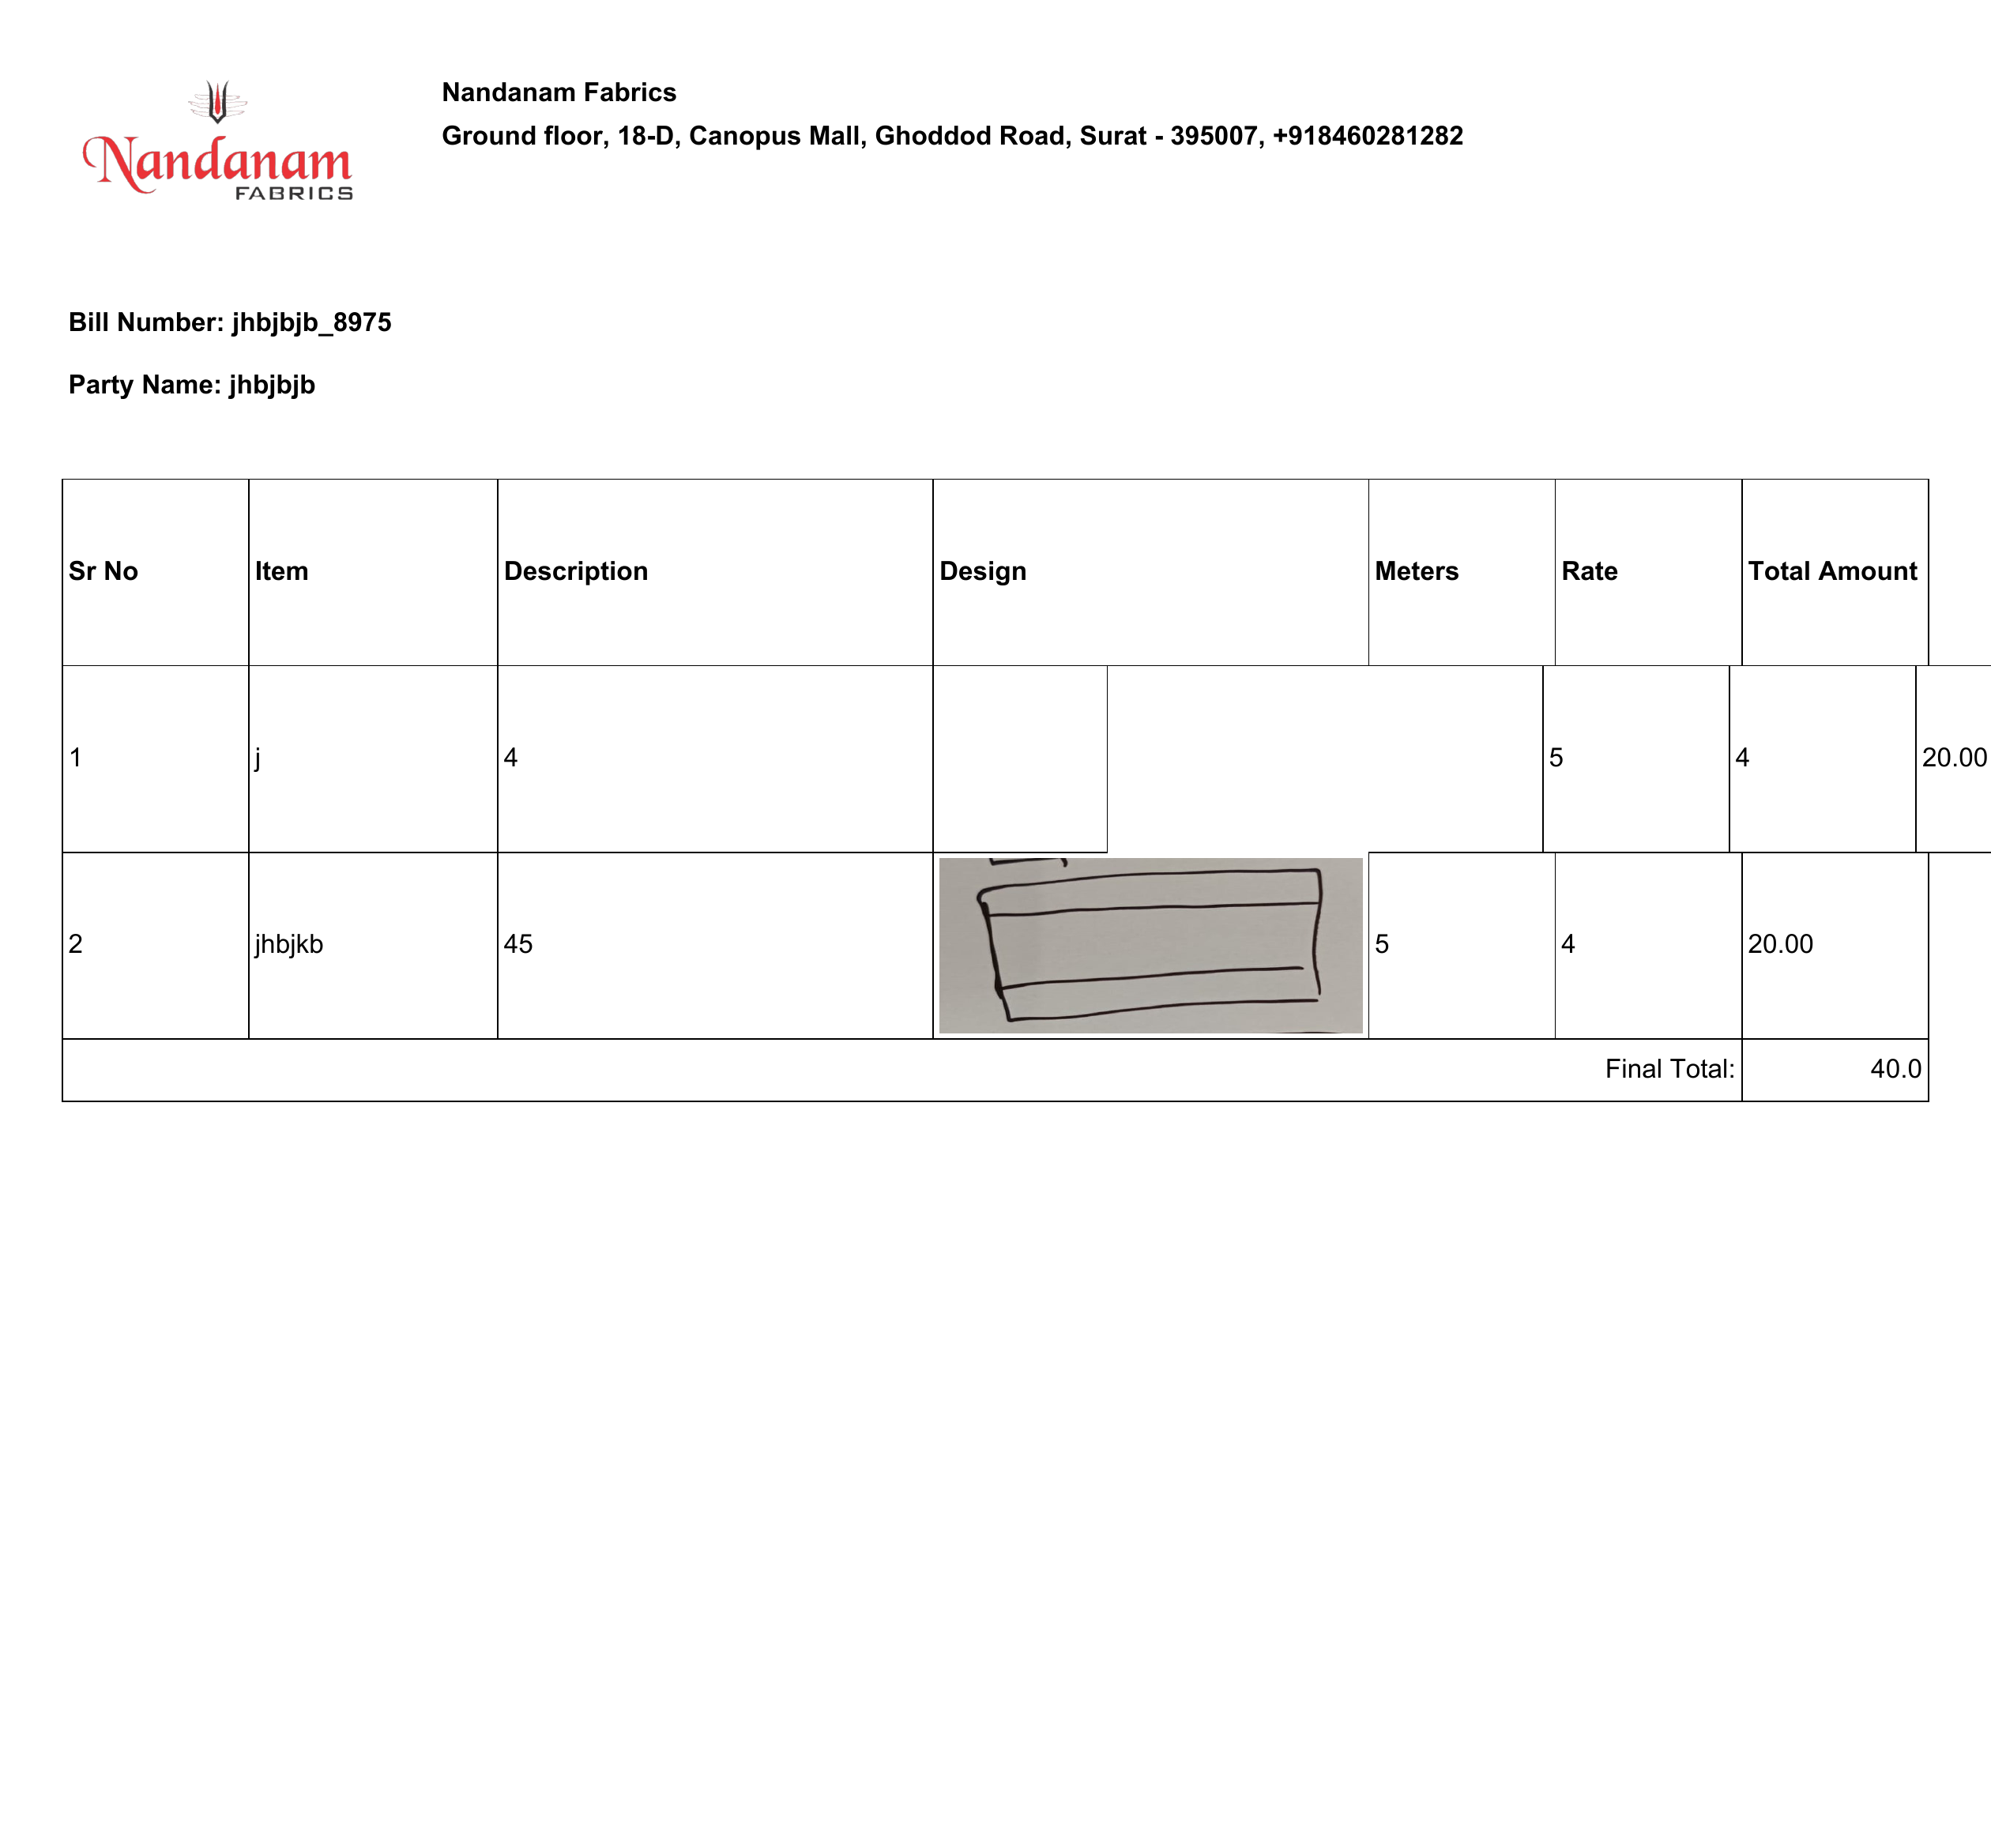 Nandanam
FABRICS
Nandanam Fabrics
Ground floor, 18-D, Canopus Mall, Ghoddod Road, Surat - 395007, +918460281282
Bill Number: jhbjbjb_8975
Party Name: jhbjbjb
Sr No Item Description Design Meters Rate Total Amount
1 j 4 5 4 20.00
2 jhbjkb 45 5 4 20.00
Final Total: 40.0